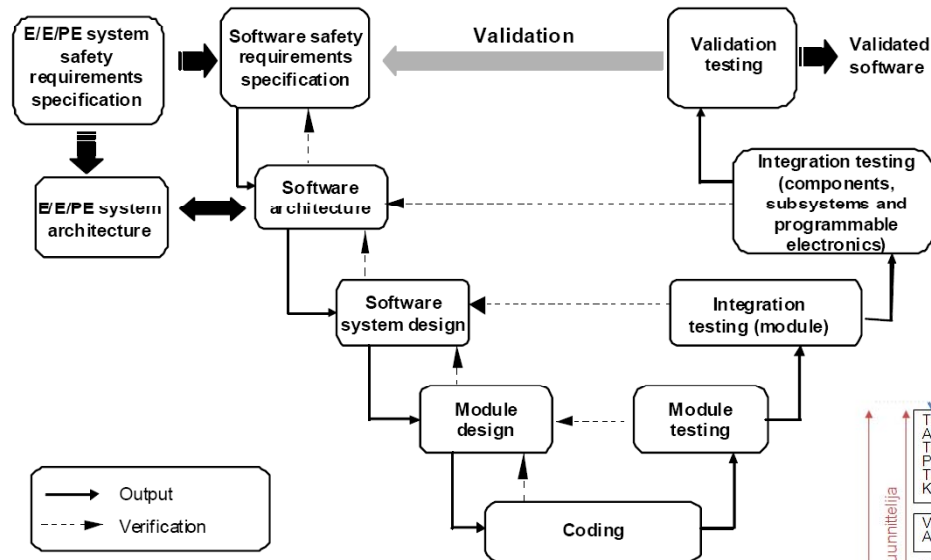 E/E/PE system
safety
requirements
specification
Software safety
requirements
specification
Validation
Validation
testing
Validated
software
E/E/PE system
architecture
Software
architecture
Integration testing
(components,
subsystems and
programmable
electronics)
Software
system design
Integration
testing (module)
Module
design
Module
testing
Coding
Output
Verification
T
A
T
P
T
K
V
A